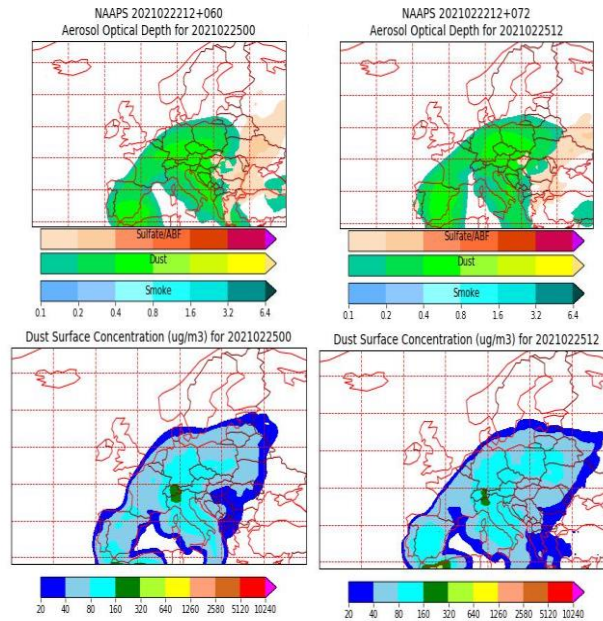 NAAPS 2021022212+060
Aerosol Optical Depth for 2021022500
Sulfate/ABF
Dust
Smoke
0.1 0.2 0.4 0.8 1.6 3.2 6.4
NAAPS 2021022212+072
Aerosol Optical Depth for 2021022512
Sulfate/ABF
Dust
Smoke
0.1 0.2 0.4 0.8 1.6 3.2 6.4
Dust Surface Concentration (ug/m3) for 2021022500
20 40 80 160 320 640 1260 2580 5120 10240
Dust Surface Concentration (ug/m3) for 2021022512
20 40 80 160 320 640 1260 2580 5120 10240